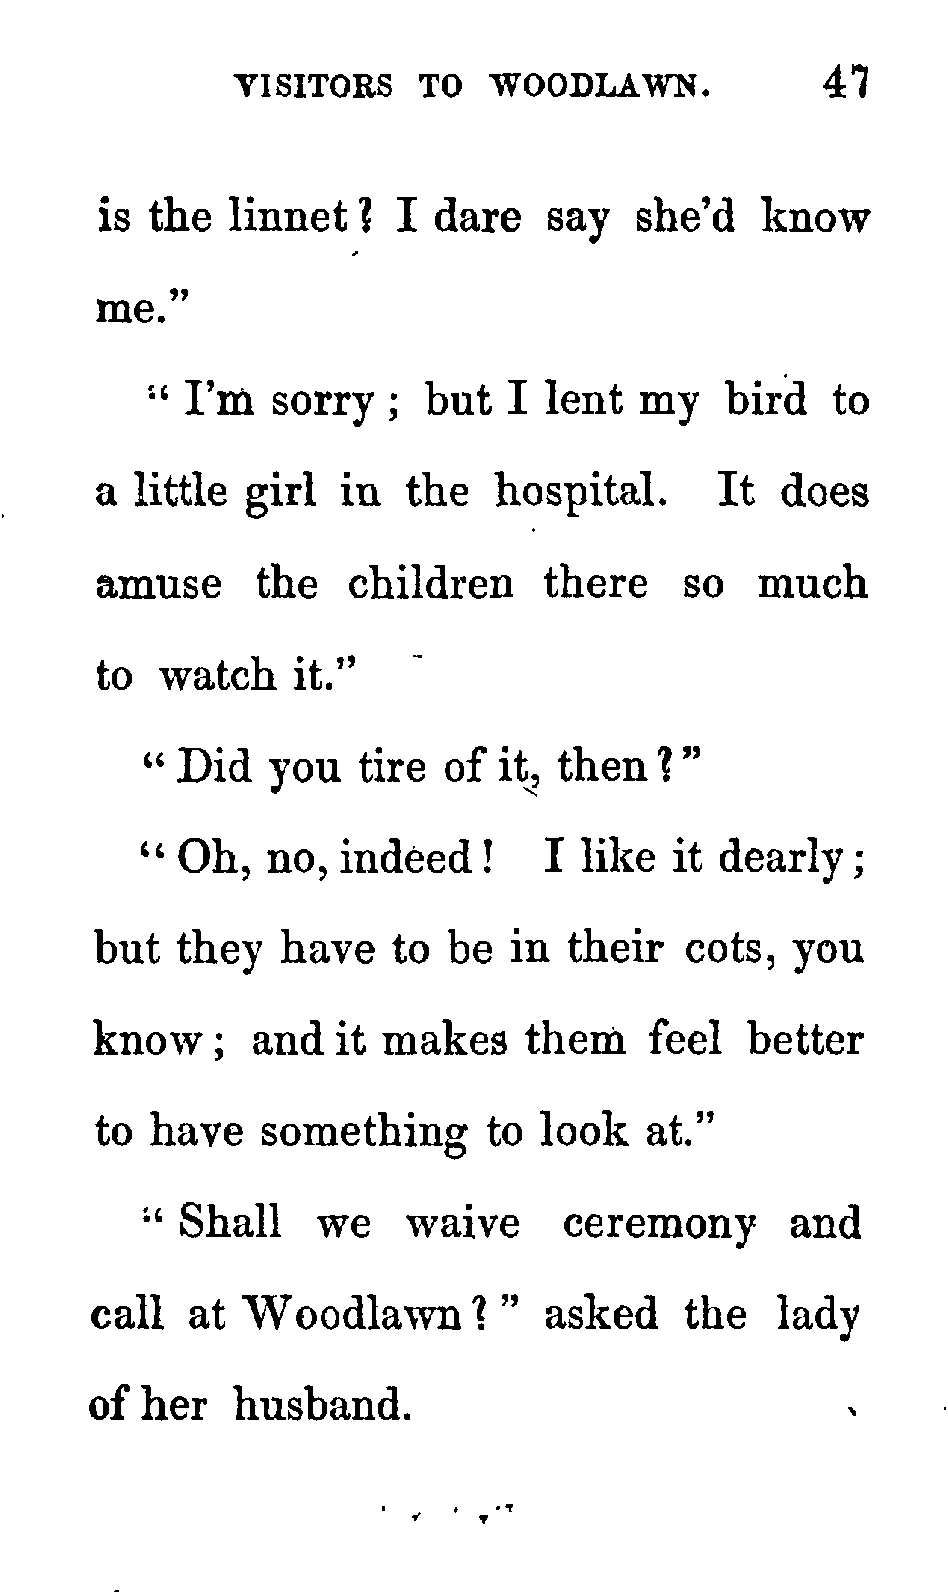 VISITORS TO WOODLAWN. 47
is the linnet? I dare say she'd know
me."
"I'm sorry; but I lent my bird to
a little girl in the hospital. It does
amuse the children there so much
to watch it."
"Did you tire of it, then?"
"Oh, no, indeed! I like it dearly;
but they have to be in their cots, you
know; and it makes them feel better
to have something to look at."
"Shall we waive ceremony and
call at Woodlawn?" asked the lady
of her husband.